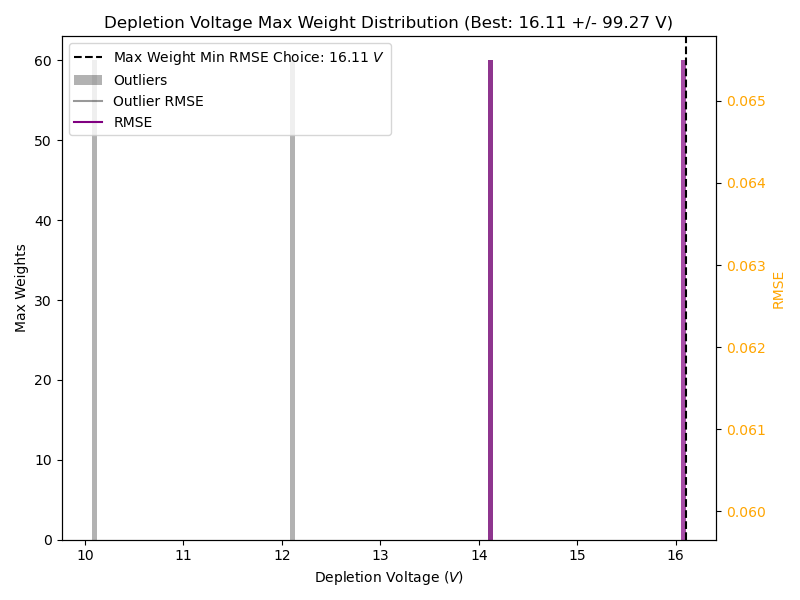 Depletion Voltage Max Weight Distribution (Best: 16.11 +/- 99.27 V)
Max Weight Min RMSE Choice: 16.11 V
Outliers
Outlier RMSE
RMSE
60
50
40
30
20
10
0
Max Weights
0.065
0.064
0.063
0.062
0.061
0.060
RMSE
10 11 12 13 14 15 16
Depletion Voltage (V)